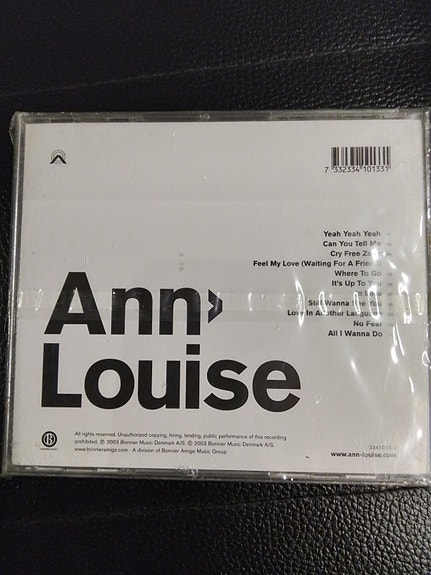 7 332334 101331
Yeah Yeah Yeah
Can You Tell Me
Cry Free Zone
Feel My Love (Waiting For A Friend)
Where To Go
It's Up To You
Still Wanna See You
Love In Another Language
No Fear
All I Wanna Do
Ann›
Louise
All rights reserved. Unauthorized copying, hiring, lending, public performance of this recording
prohibited. ℗ 2003 Bonnier Music Denmark A/S. © 2003 Bonnier Music Denmark A/S.
www.bonnieramigo.com · A division of Bonnier Amigo Music Group
www.ann-louise.com